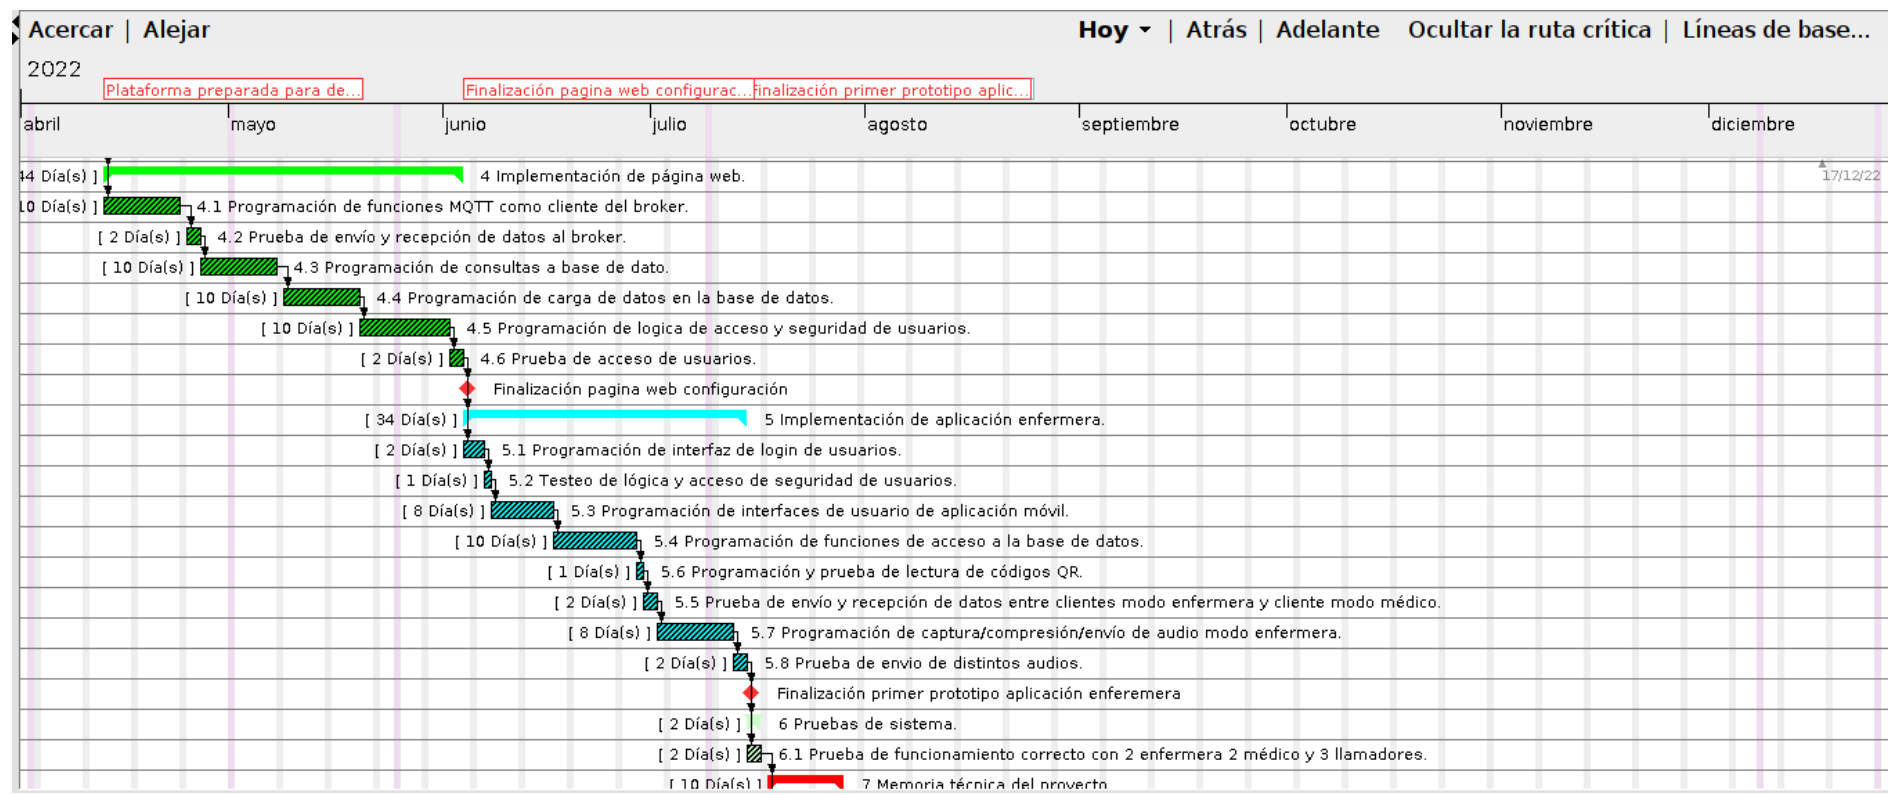 Acercar | Alejar
Hoy | Atrás | Adelante Ocultar la ruta crítica | Líneas de base...
2022
Plataforma preparada para de... Finalización pagina web configurac... Finalización primer prototipo aplic...
abril mayo junio julio agosto septiembre octubre noviembre diciembre
44 Día(s) ] 4 Implementación de página web. 17/12/22
10 Día(s) ] 4.1 Programación de funciones MQTT como cliente del broker.
[ 2 Día(s) ] 4.2 Prueba de envío y recepción de datos al broker.
[ 10 Día(s) ] 4.3 Programación de consultas a base de dato.
[ 10 Día(s) ] 4.4 Programación de carga de datos en la base de datos.
[ 10 Día(s) ] 4.5 Programación de logica de acceso y seguridad de usuarios.
[ 2 Día(s) ] 4.6 Prueba de acceso de usuarios.
Finalización pagina web configuración
[ 34 Día(s) ] 5 Implementación de aplicación enfermera.
[ 2 Día(s) ] 5.1 Programación de interfaz de login de usuarios.
[ 1 Día(s) ] 5.2 Testeo de lógica y acceso de seguridad de usuarios.
[ 8 Día(s) ] 5.3 Programación de interfaces de usuario de aplicación móvil.
[ 10 Día(s) ] 5.4 Programación de funciones de acceso a la base de datos.
[ 1 Día(s) ] 5.6 Programación y prueba de lectura de códigos QR.
[ 2 Día(s) ] 5.5 Prueba de envío y recepción de datos entre clientes modo enfermera y cliente modo médico.
[ 8 Día(s) ] 5.7 Programación de captura/compresión/envío de audio modo enfermera.
[ 2 Día(s) ] 5.8 Prueba de envio de distintos audios.
Finalización primer prototipo aplicación enferemera
[ 2 Día(s) ] 6 Pruebas de sistema.
[ 2 Día(s) ] 6.1 Prueba de funcionamiento correcto con 2 enfermera 2 médico y 3 llamadores.
[ 10 Día(s) ] 7 Memoria técnica del proyecto